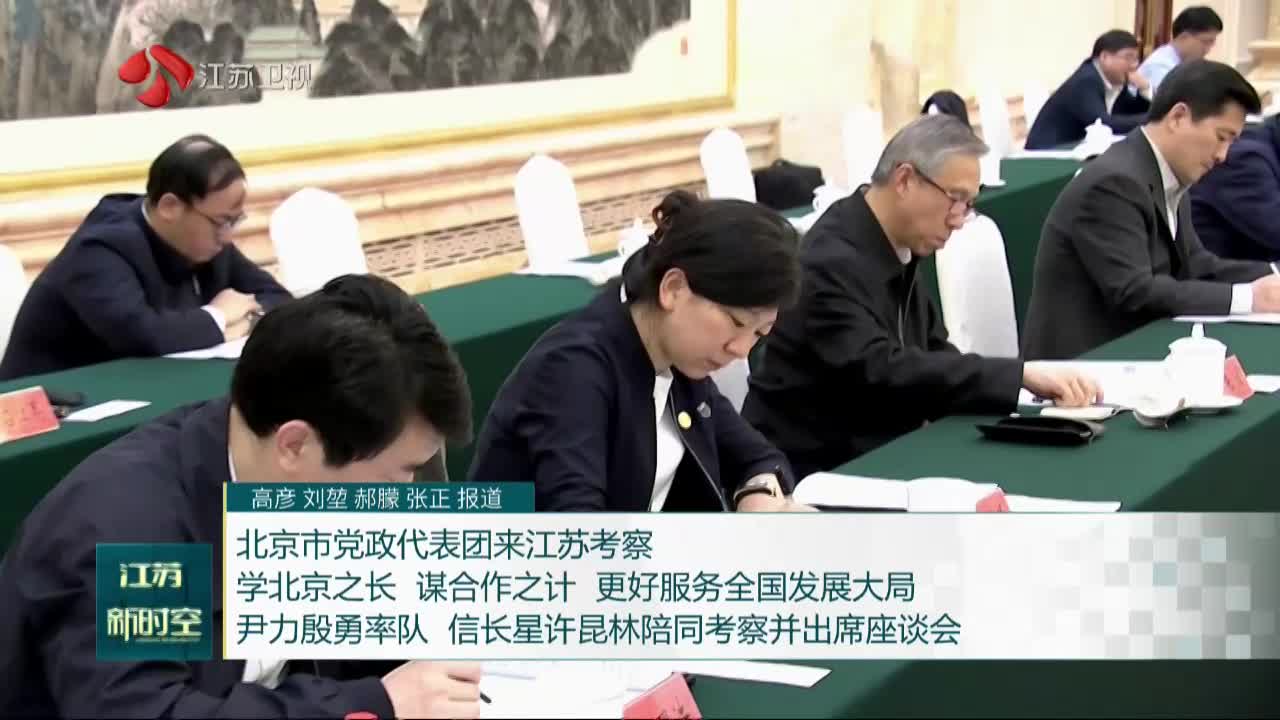 江苏卫视
高彦 刘堃 郝朦 张正 报道
北京市党政代表团来江苏考察
学北京之长 谋合作之计 更好服务全国发展大局
尹力殷勇率队 信长星许昆林陪同考察并出席座谈会
江苏
新时空